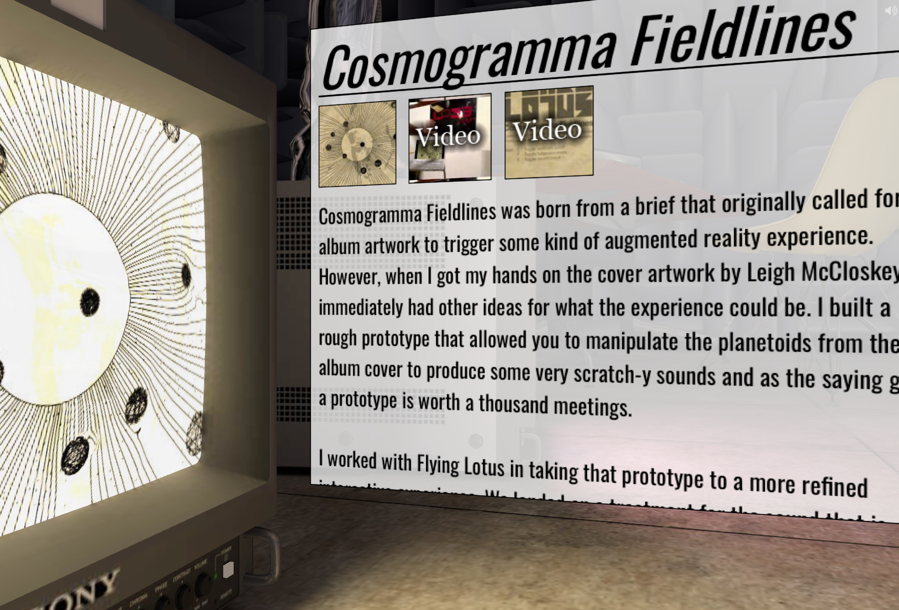 Cosmogramma Fieldlines
Video
Video
Cosmogramma Fieldlines was born from a brief that originally called for
album artwork to trigger some kind of augmented reality experience.
However, when I got my hands on the cover artwork by Leigh McCloskey
immediately had other ideas for what the experience could be. I built a
rough prototype that allowed you to manipulate the planetoids from the
album cover to produce some very scratch-y sounds and as the saying g
a prototype is worth a thousand meetings.
I worked with Flying Lotus in taking that prototype to a more refined
ONY